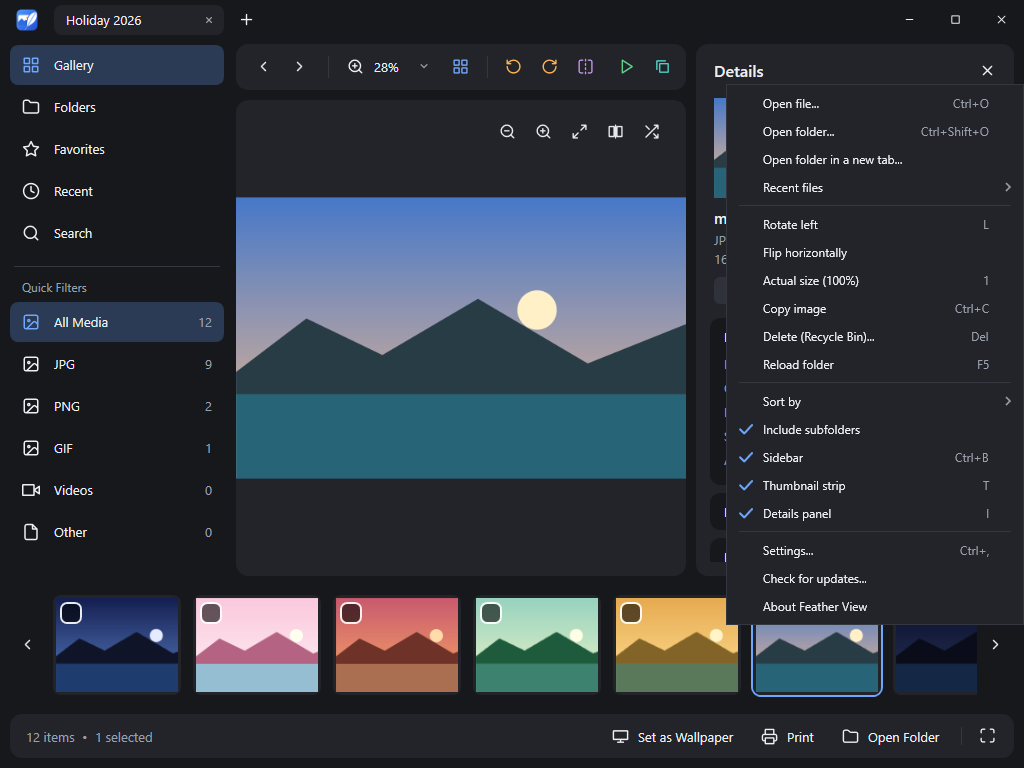 Holiday 2026
Gallery
Folders
Favorites
Recent
Search
Quick Filters
All Media 12
JPG 9
PNG 2
GIF 1
Videos 0
Other 0
28%
Details
Open file... Ctrl+O
Open folder... Ctrl+Shift+O
Open folder in a new tab...
Recent files
Rotate left L
Flip horizontally
Actual size (100%) 1
Copy image Ctrl+C
Delete (Recycle Bin)... Del
Reload folder F5
Sort by
Include subfolders
Sidebar Ctrl+B
Thumbnail strip T
Details panel I
Settings... Ctrl+,
Check for updates...
About Feather View
12 items • 1 selected
Set as Wallpaper
Print
Open Folder